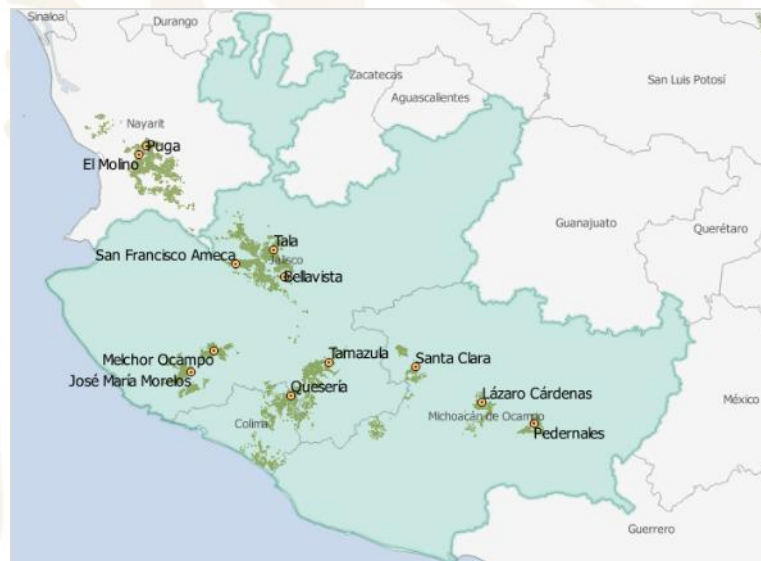 Sinaloa
Durango
Zacatecas
San Luis Potosí
Aguascalientes
Nayarit
Puga
El Molino
Guanajuato
Querétaro
Tala
San Francisco Ameca
Jalisco
Bellavista
Melchor Ocampo
Tamazula
Santa Clara
José María Morelos
Quesería
Lázaro Cárdenas
México
Michoacán de Ocampo
Colima
Pedernales
Guerrero